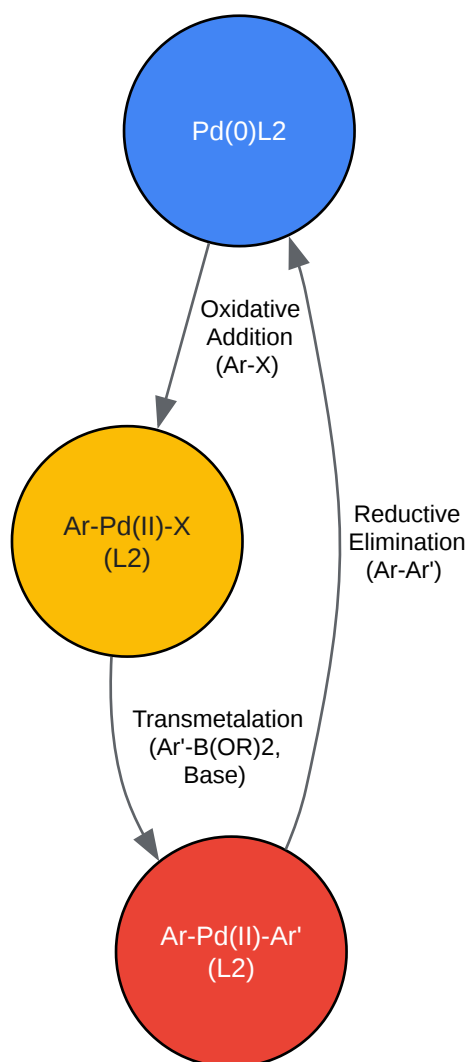 Pd(0)L2
Oxidative
Addition
(Ar-X)
Ar-Pd(II)-X
(L2)
Reductive
Elimination
(Ar-Ar')
Transmetalation
(Ar'-B(OR)2,
Base)
Ar-Pd(II)-Ar'
(L2)